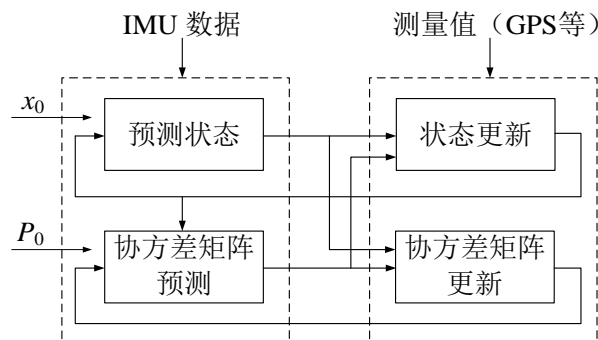 IMU 数据
测量值（GPS等）
x0
预测状态
状态更新
P0
协方差矩阵
预测
协方差矩阵
更新